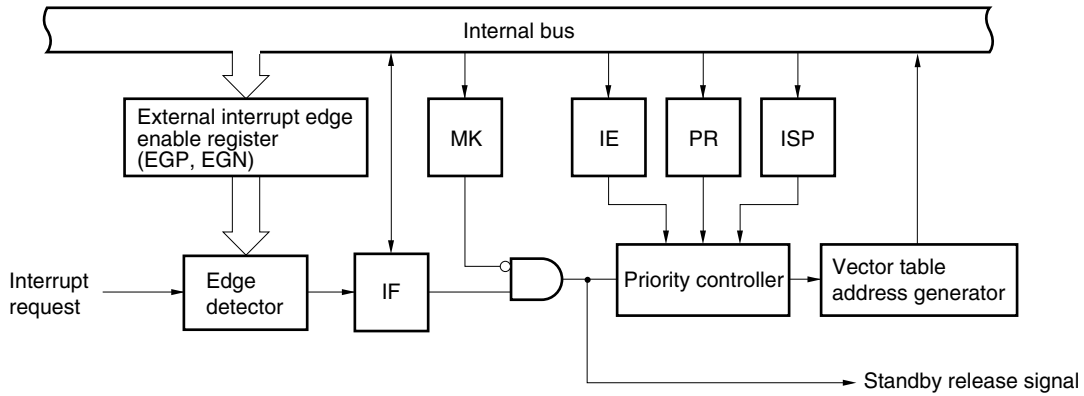 Internal bus
External interrupt edge
enable register
(EGP, EGN)
MK
IE
PR
ISP
Interrupt
request
Edge
detector
IF
Priority controller
Vector table
address generator
Standby release signal